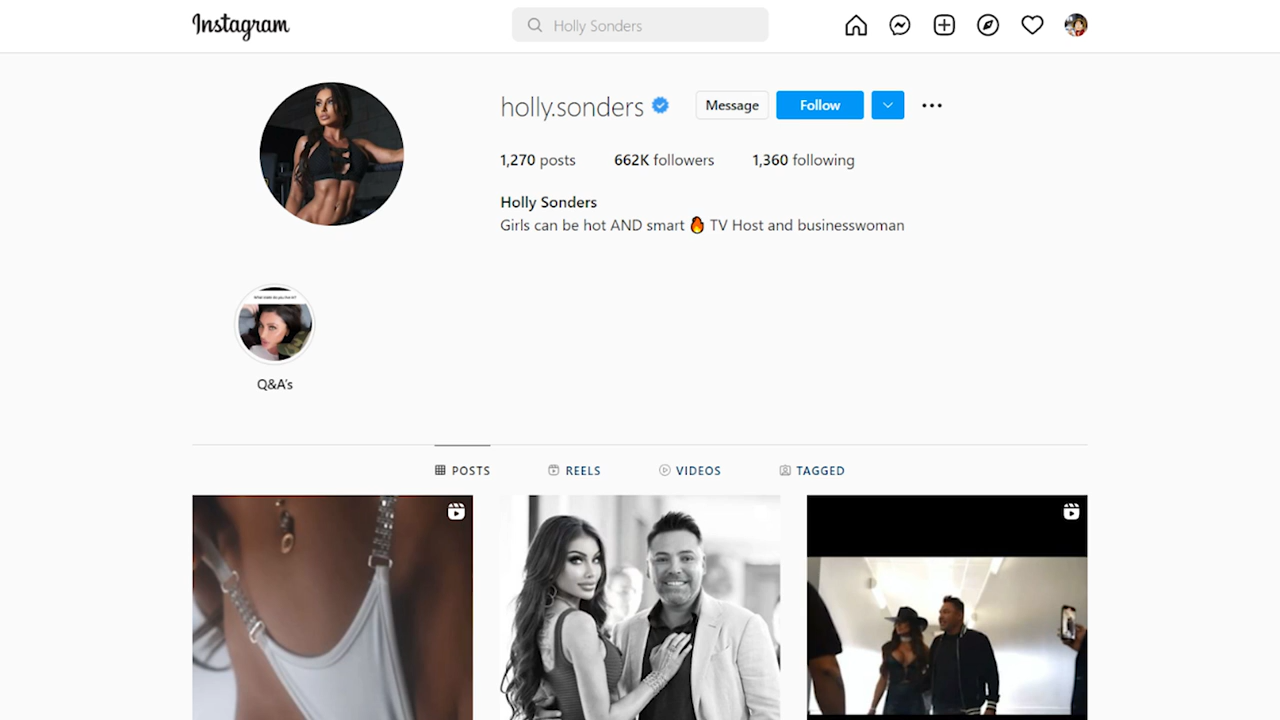 Instagram
Holly Sonders
holly.sonders
Message
Follow
1,270 posts
662K followers
1,360 following
Holly Sonders
Girls can be hot AND smart 🔥 TV Host and businesswoman
Q&A's
POSTS
REELS
VIDEOS
TAGGED